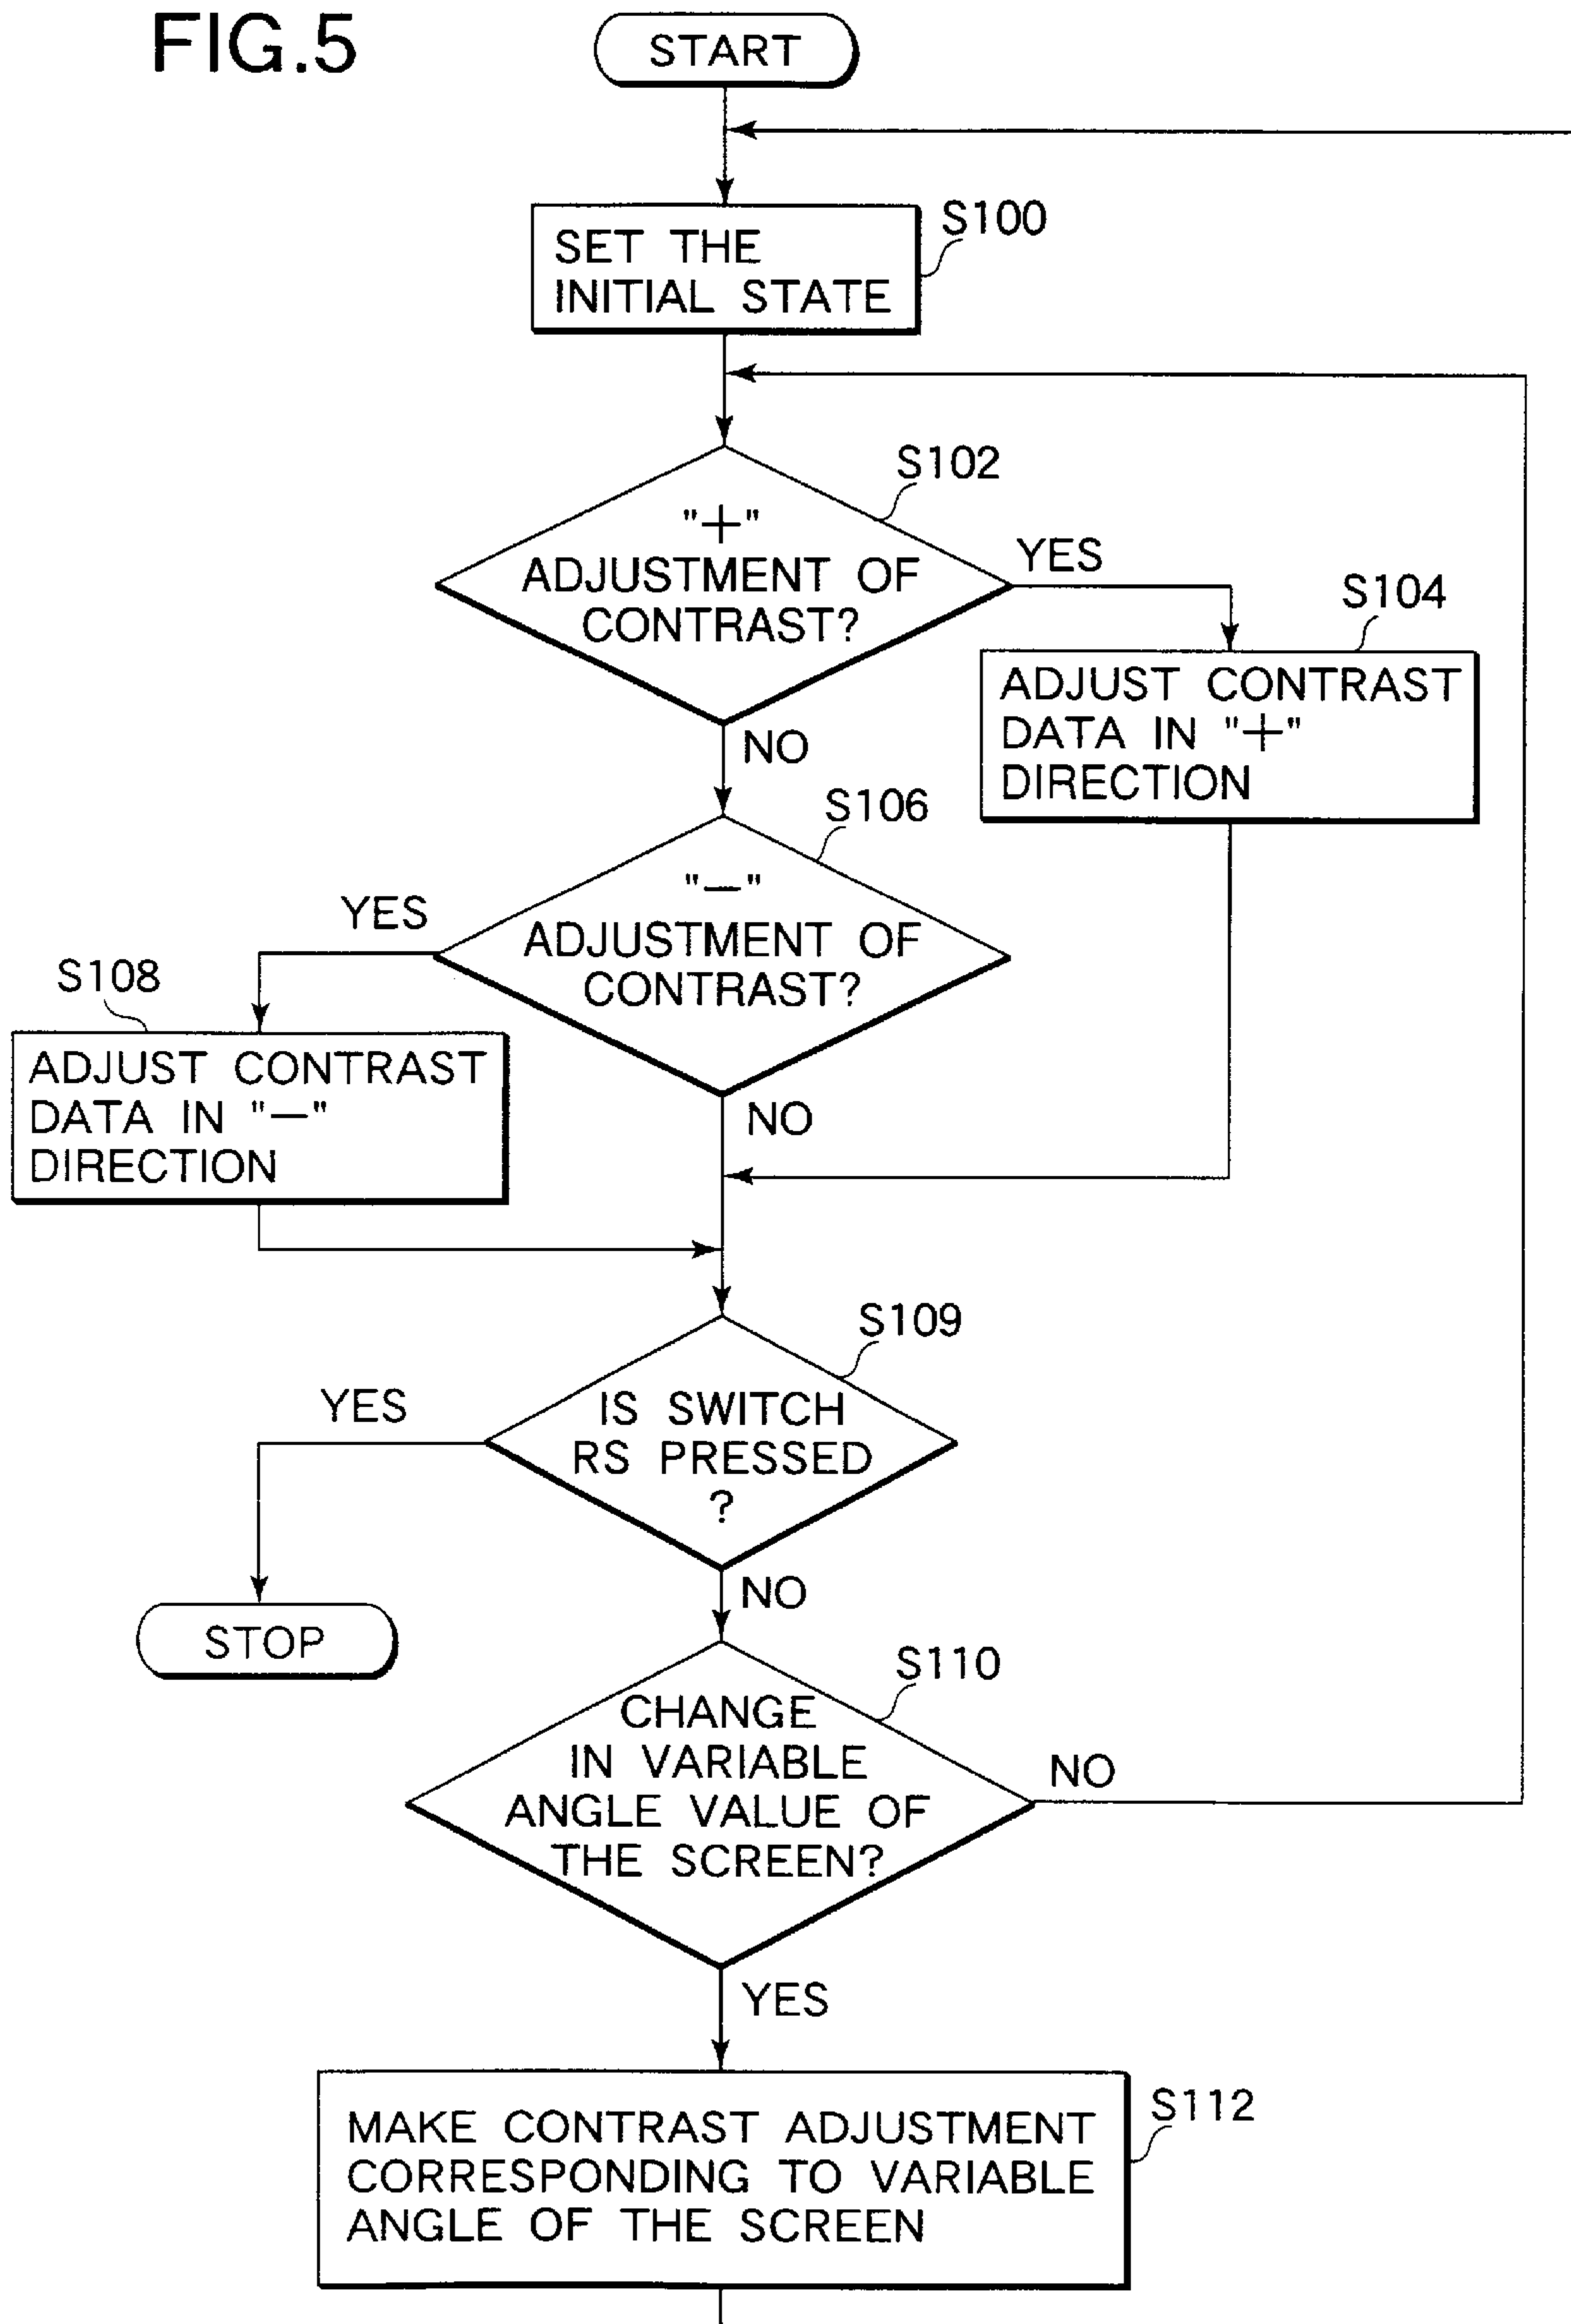 FIG.5
START
S100
SET THE
INITIAL STATE
S102
"+"
ADJUSTMENT OF
CONTRAST?
YES
S104
ADJUST CONTRAST
DATA IN "+"
DIRECTION
NO
S106
"—"
ADJUSTMENT OF
CONTRAST?
YES
S108
ADJUST CONTRAST
DATA IN "—"
DIRECTION
NO
S109
IS SWITCH
RS PRESSED
?
YES
STOP
NO
S110
CHANGE
IN VARIABLE
ANGLE VALUE OF
THE SCREEN?
NO
YES
S112
MAKE CONTRAST ADJUSTMENT
CORRESPONDING TO VARIABLE
ANGLE OF THE SCREEN